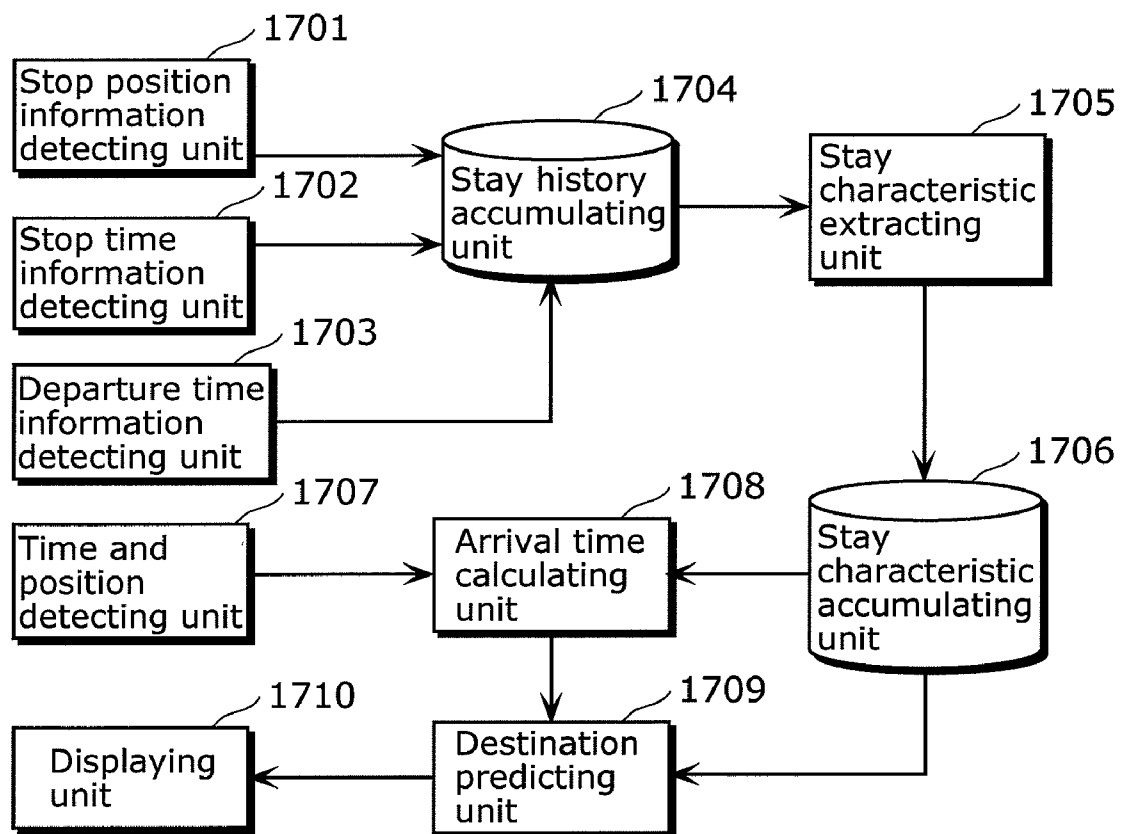 1701
Stop position
information
detecting unit
1702
Stop time
information
detecting unit
1703
Departure time
information
detecting unit
1704
Stay history
accumulating
unit
1705
Stay
characteristic
extracting
unit
1706
Stay
characteristic
accumulating
unit
1707
Time and
position
detecting unit
1708
Arrival time
calculating
unit
1709
Destination
predicting
unit
1710
Displaying
unit